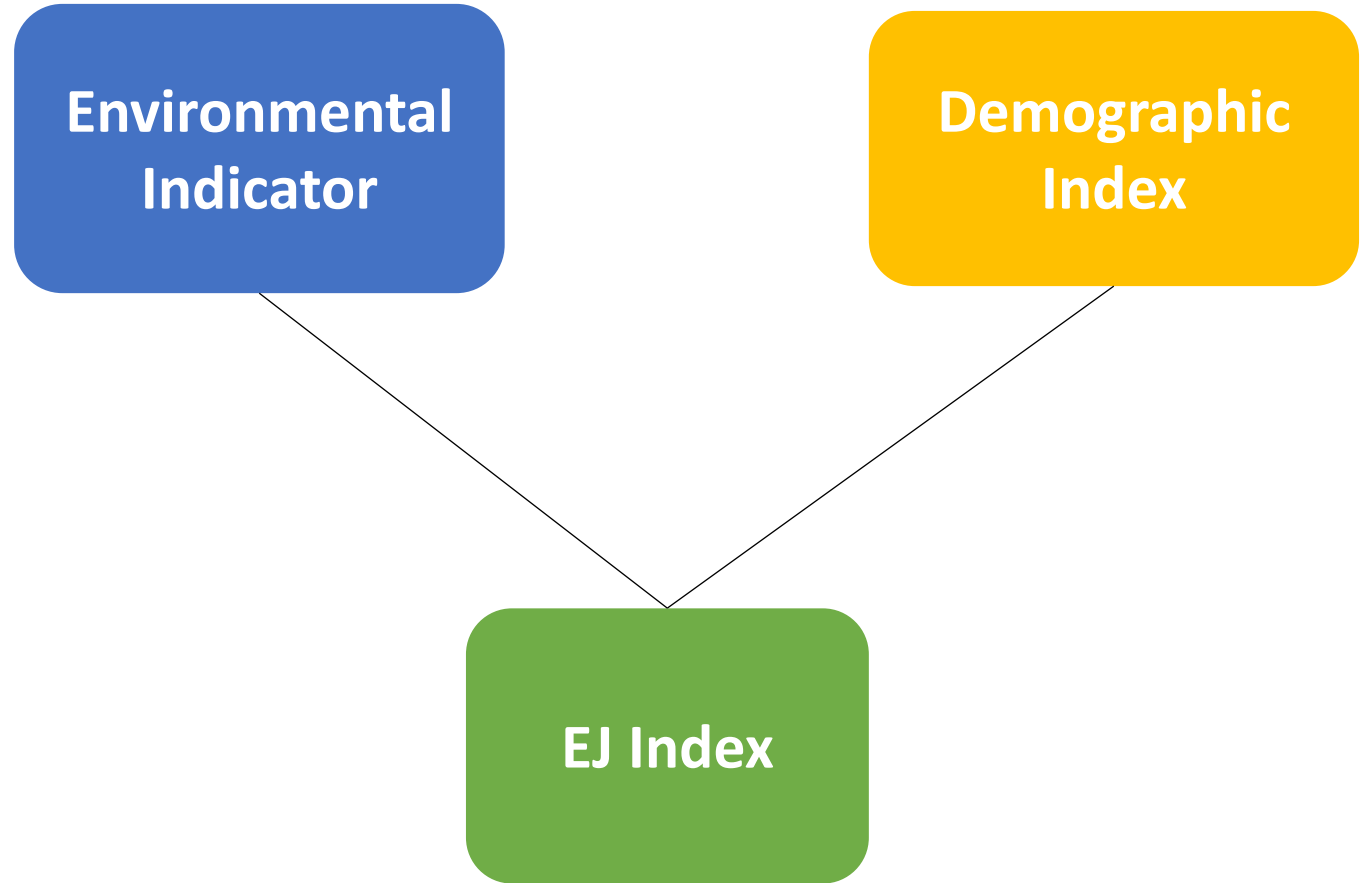 Environmental
Indicator
Demographic
Index
EJ Index